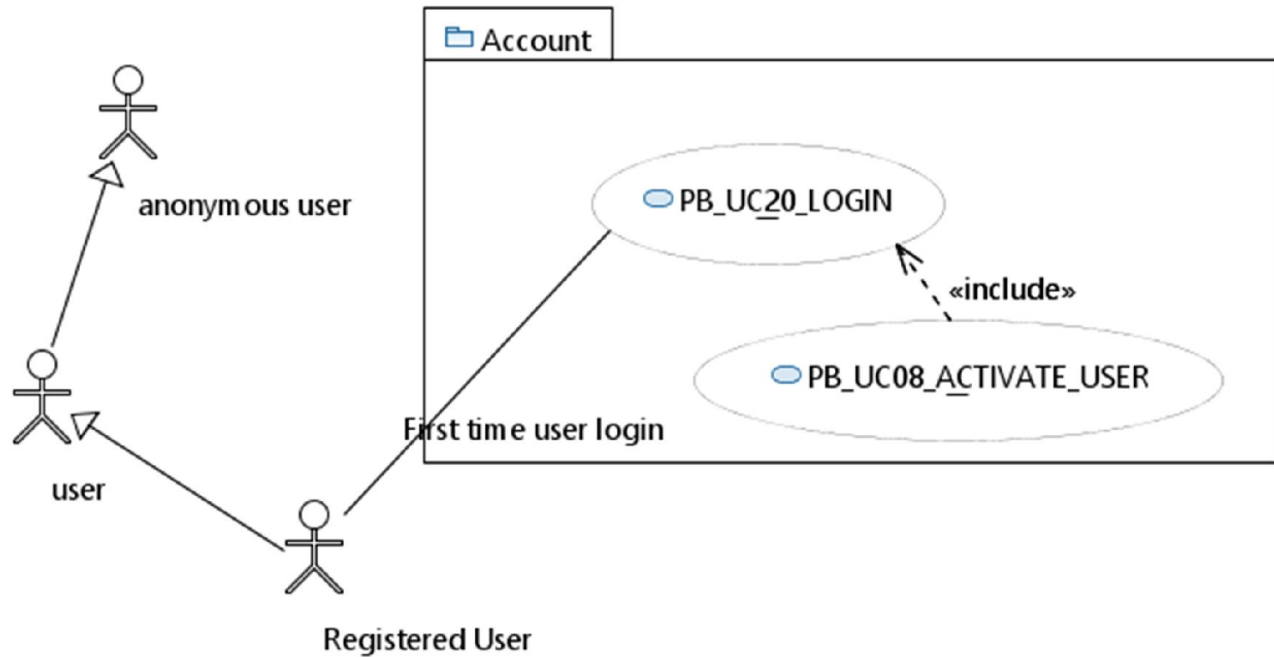 Account
anonymous user
PB_UC20_LOGIN
«include»
PB_UC08_ACTIVATE_USER
First time user login
user
Registered User